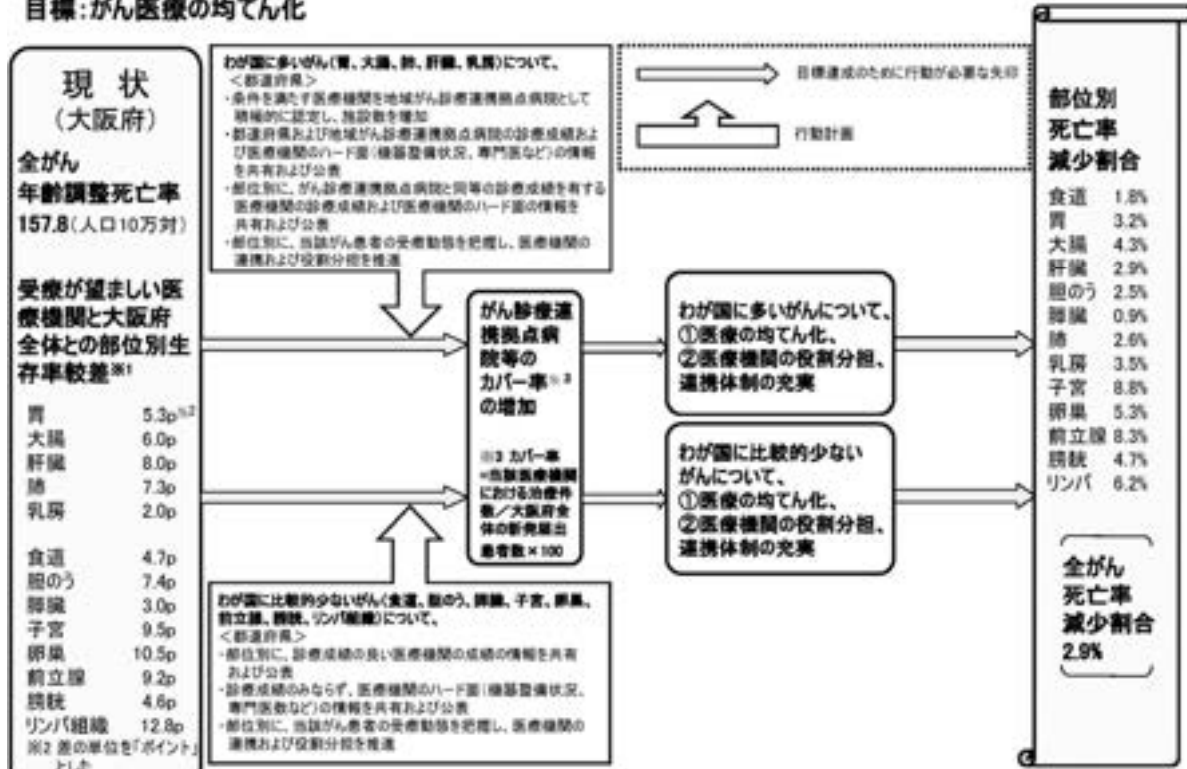 目標：がん医療の均てん化
現　状
（大阪府）
全がん
年齢調整死亡率
157.8（人口10万対）
受療が望ましい医
療機関と大阪府
全体との部位別生
存率較差※1
胃 5.3p※2
大腸 6.0p
肝臓 8.0p
肺 7.3p
乳房 2.0p
食道 4.7p
胆のう 7.4p
膵臓 3.0p
子宮 9.5p
卵巣 10.5p
前立腺 9.2p
膀胱 4.6p
リンパ組織 12.8p
※2 差の単位を「ポイント」
とした
わが国に多いがん（胃、大腸、肺、肝臓、乳房）について、
＜都道府県＞
・条件を満たす医療機関を地域がん診療連携拠点病院として
積極的に認定し、施設数を増加
・都道府県および地域がん診療連携拠点病院の診療成績およ
び医療機関のハード面（機器整備状況、専門医など）の情報
を共有および公表
・部位別に、がん診療連携拠点病院と同等の診療成績を有する
医療機関の診療成績および医療機関のハード面の情報を
共有および公表
・部位別に、当該がん患者の受療動態を把握し、医療機関の
連携および役割分担を推進
目標達成のために行動が必要な矢印
行動計画
がん診療連
携拠点病
院等の
カバー率※3
の増加
※3 カバー率
=当該医療機関
における治療件
数／大阪府全
体の新発届出
患者数×100
わが国に多いがんについて、
①医療の均てん化、
②医療機関の役割分担、
連携体制の充実
わが国に比較的少ない
がんについて、
①医療の均てん化、
②医療機関の役割分担、
連携体制の充実
わが国に比較的少ないがん（食道、胆のう、膵臓、子宮、卵巣、
前立腺、膀胱、リンパ組織）について、
＜都道府県＞
・部位別に、診療成績の良い医療機関の成績の情報を共有
および公表
・診療成績のみならず、医療機関のハード面（機器整備状況、
専門医数など）の情報を共有および公表
・部位別に、当該がん患者の受療動態を把握し、医療機関の
連携および役割分担を推進
部位別
死亡率
減少割合
食道 1.8%
胃 3.2%
大腸 4.3%
肝臓 2.9%
胆のう 2.5%
膵臓 0.9%
肺 2.6%
乳房 3.5%
子宮 8.8%
卵巣 5.3%
前立腺 8.3%
膀胱 4.7%
リンパ 6.2%
全がん
死亡率
減少割合
2.9%